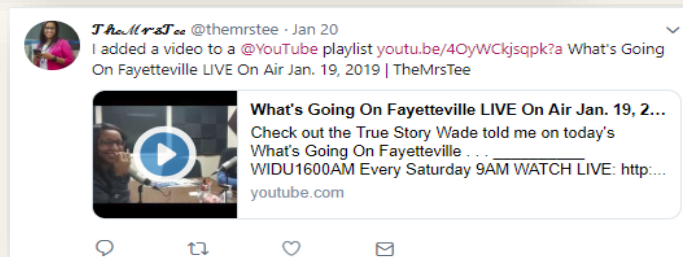 TheMrsTee @themrstee · Jan 20
I added a video to a @YouTube playlist youtu.be/4OyWCkjsqpk?a What's Going
On Fayetteville LIVE On Air Jan. 19, 2019 | TheMrsTee
What's Going On Fayetteville LIVE On Air Jan. 19, 2...
Check out the True Story Wade told me on today's
What's Going On Fayetteville . . . ___________
WIDU1600AM Every Saturday 9AM WATCH LIVE: http:...
youtube.com